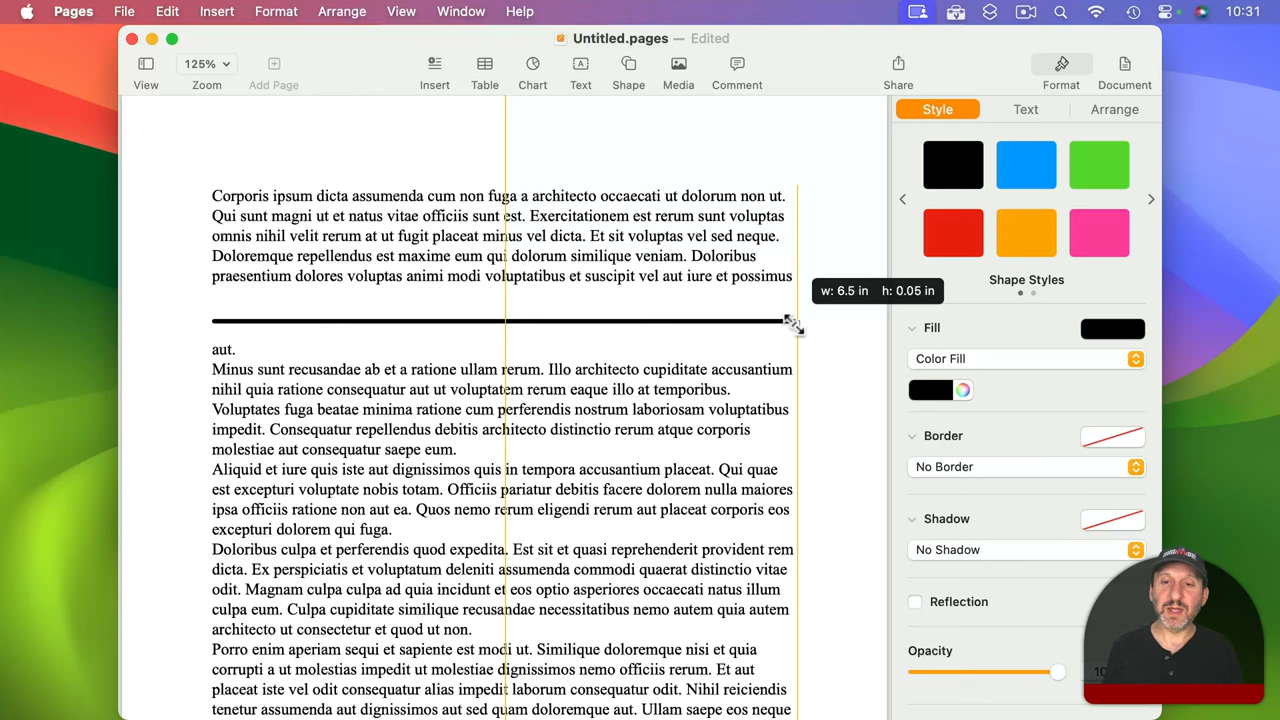 Pages File Edit Insert Format Arrange View Window Help 10:31
Untitled.pages — Edited
125%
View Zoom Add Page Insert Table Chart Text Shape Media Comment Share Format Document
Style Text Arrange
Corporis ipsum dicta assumenda cum non fuga a architecto occaecati ut dolorum non ut.
Qui sunt magni ut et natus vitae officiis sunt est. Exercitationem est rerum sunt voluptas
omnis nihil velit rerum at ut fugit placeat minus vel dicta. Et sit voluptas vel sed neque.
Doloremque repellendus est maxime eum qui dolorum similique veniam. Doloribus
praesentium dolores voluptas animi modi voluptatibus et suscipit vel aut iure et possimus
w: 6.5 in h: 0.05 in
aut.
Minus sunt recusandae ab et a ratione ullam rerum. Illo architecto cupiditate accusantium
nihil quia ratione consequatur aut ut voluptatem rerum eaque illo at temporibus.
Voluptates fuga beatae minima ratione cum perferendis nostrum laboriosam voluptatibus
impedit. Consequatur repellendus debitis architecto distinctio rerum atque corporis
molestiae aut consequatur saepe eum.
Aliquid et iure quis iste aut dignissimos quis in tempora accusantium placeat. Qui quae
est excepturi voluptate nobis totam. Officiis pariatur debitis facere dolorem nulla maiores
ipsa officiis ratione non aut ea. Quos nemo rerum eligendi rerum aut placeat corporis eos
excepturi dolorem qui fuga.
Doloribus culpa et perferendis quod expedita. Est sit et quasi reprehenderit provident rem
dicta. Ex perspiciatis et voluptatum deleniti assumenda commodi quaerat distinctio vitae
odit. Magnam culpa culpa ad quia incidunt et eos optio asperiores occaecati natus illum
culpa eum. Culpa cupiditate similique recusandae necessitatibus nemo autem quia autem
architecto ut consectetur et quod ut non.
Porro enim aperiam sequi et sapiente est modi ut. Similique doloremque nisi et quia
corrupti a ut molestias impedit ut molestiae dignissimos nemo officiis rerum. Et aut
placeat iste vel odit consequatur alias impedit laborum consequatur odit. Nihil reiciendis
tenetur assumenda aut dignissimos aut sed quam doloremque aut. Ullam saepe eos neque
Shape Styles
Fill
Color Fill
Border
No Border
Shadow
No Shadow
Reflection
Opacity